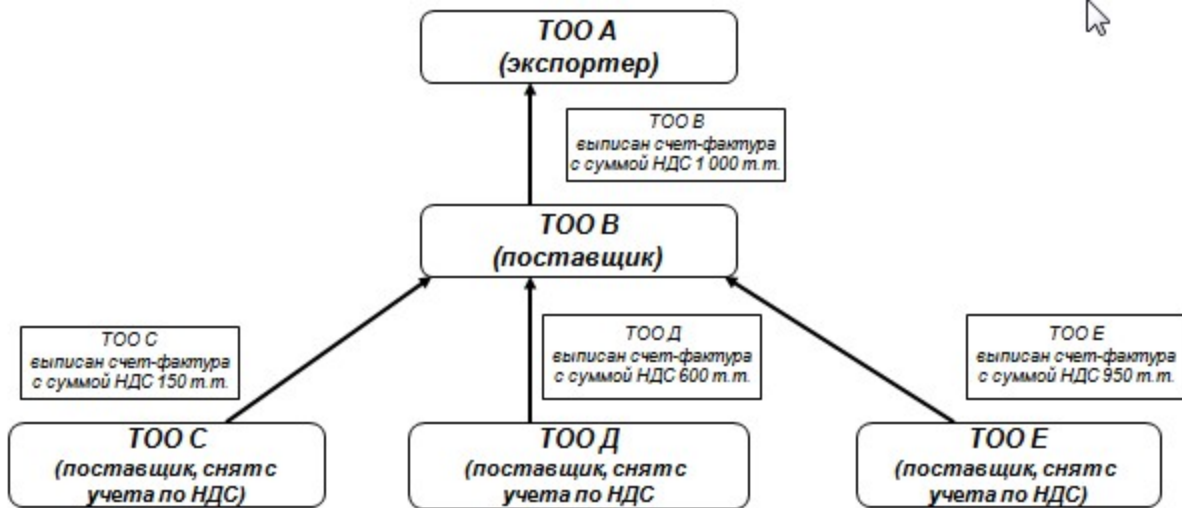 ТОО А
(экспортер)
ТОО В
выписан счет-фактура
с суммой НДС 1 000 т.т.
ТОО В
(поставщик)
ТОО С
выписан счет-фактура
с суммой НДС 150 т.т.
ТОО Д
выписан счет-фактура
с суммой НДС 600 т.т.
ТОО Е
выписан счет-фактура
с суммой НДС 950 т.т.
ТОО С
(поставщик, снят с
учета по НДС)
ТОО Д
(поставщик, снят с
учета по НДС
ТОО Е
(поставщик, снят с
учета по НДС)